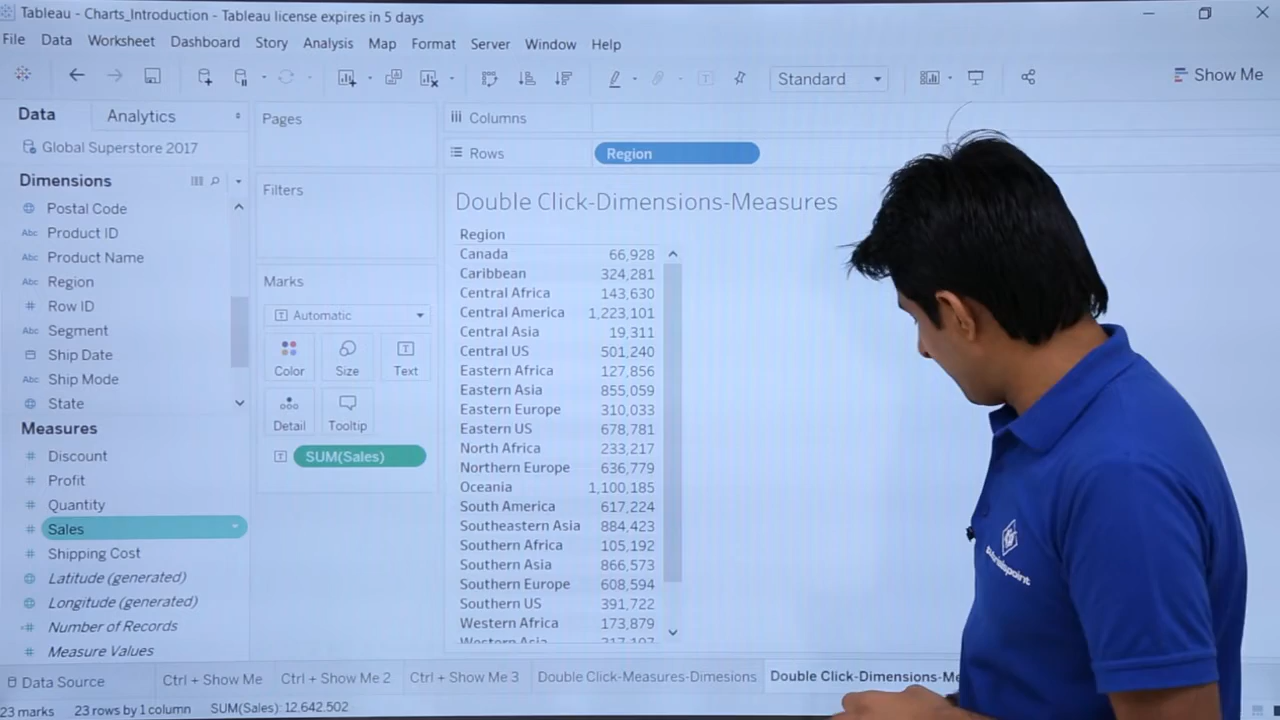 Tableau - Charts_Introduction - Tableau license expires in 5 days
File Data Worksheet Dashboard Story Analysis Map Format Server Window Help
Standard
Show Me
Data Analytics
Global Superstore 2017
Dimensions
Abc
Postal Code
Abc Product ID
Abc Product Name
Abc Region
# Row ID
Abc Segment
Ship Date
Abc Ship Mode
State
Measures
# Discount
# Profit
# Quantity
# Sales
# Shipping Cost
Latitude (generated)
Longitude (generated)
Number of Records
# Measure Values
Pages
Filters
Marks
Automatic
Color Size Text
Detail Tooltip
SUM(Sales)
Columns
Rows Region
Double Click-Dimensions-Measures
Region
Canada 66,928
Caribbean 324,281
Central Africa 143,630
Central America 1,223,101
Central Asia 19,311
Central US 501,240
Eastern Africa 127,856
Eastern Asia 855,059
Eastern Europe 310,033
Eastern US 678,781
North Africa 233,217
Northern Europe 636,779
Oceania 1,100,185
South America 617,224
Southeastern Asia 884,423
Southern Africa 105,192
Southern Asia 866,573
Southern Europe 608,594
Southern US 391,722
Western Africa 173,879
Western Asia
Data Source Ctrl + Show Me Ctrl + Show Me 2 Ctrl + Show Me 3 Double Click-Measures-Dimesions Double Click-Dimensions-Me
23 marks 23 rows by 1 column SUM(Sales): 12,642,502